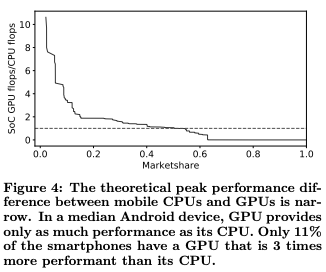 10
8
6
4
2
0
SoC GPU flops/CPU flops
0.0 0.2 0.4 0.6 0.8 1.0
Marketshare
Figure 4: The theoretical peak performance dif-
ference between mobile CPUs and GPUs is nar-
row. In a median Android device, GPU provides
only as much performance as its CPU. Only 11%
of the smartphones have a GPU that is 3 times
more performant than its CPU.